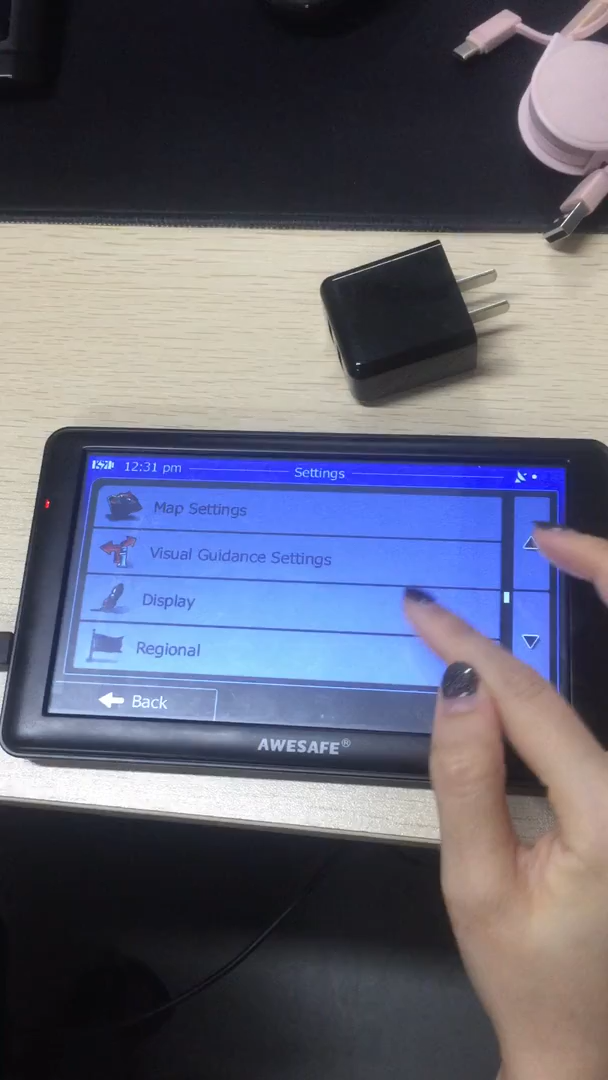 12:31 pm
Settings
Map Settings
Visual Guidance Settings
Display
Regional
Back
AWESAFE®